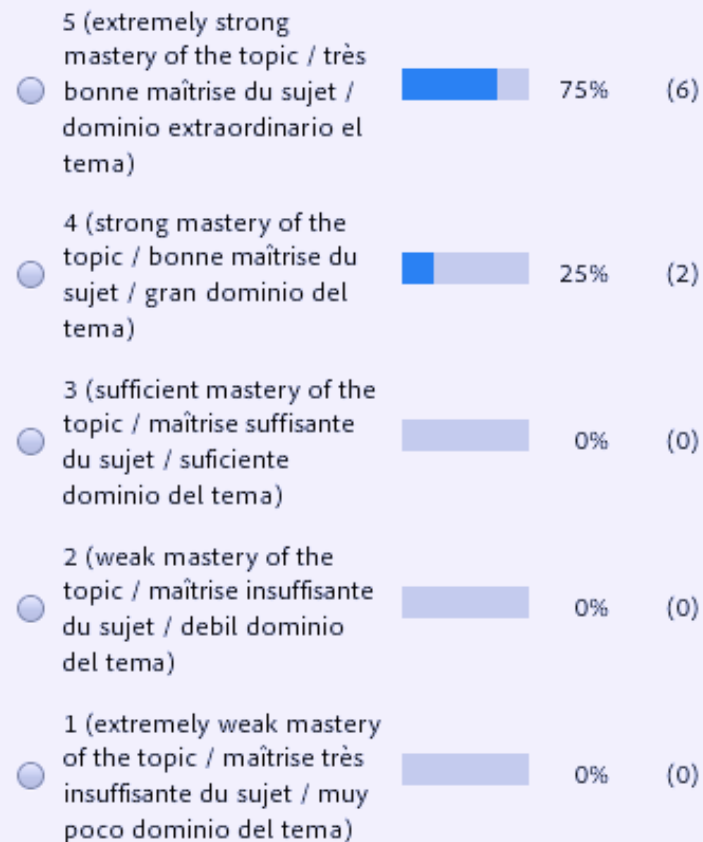 5 (extremely strong
mastery of the topic / très
bonne maîtrise du sujet /
dominio extraordinario el
tema)
75% (6)
4 (strong mastery of the
topic / bonne maîtrise du
sujet / gran dominio del
tema)
25% (2)
3 (sufficient mastery of the
topic / maîtrise suffisante
du sujet / suficiente
dominio del tema)
0% (0)
2 (weak mastery of the
topic / maîtrise insuffisante
du sujet / debil dominio
del tema)
0% (0)
1 (extremely weak mastery
of the topic / maîtrise très
insuffisante du sujet / muy
poco dominio del tema)
0% (0)